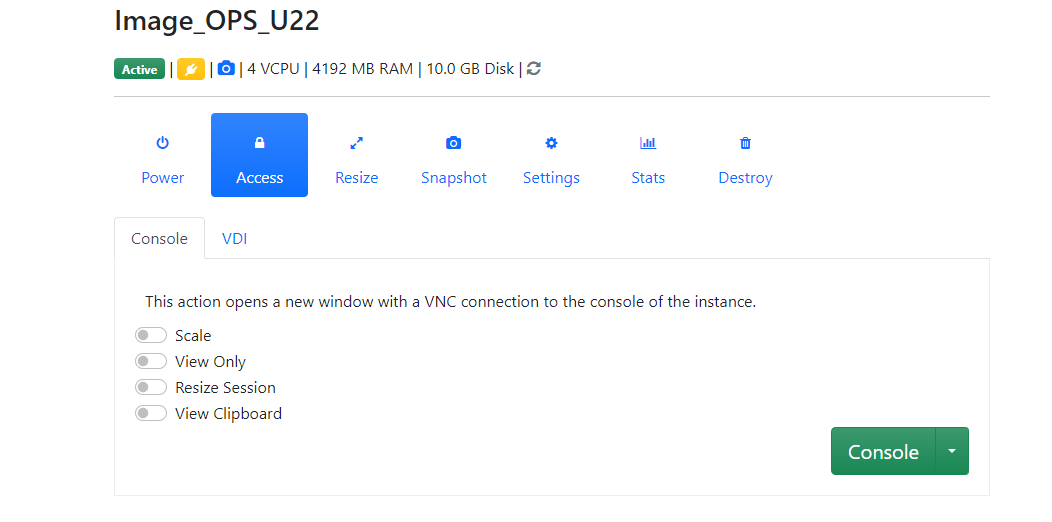 Image_OPS_U22
Active | | | 4 VCPU | 4192 MB RAM | 10.0 GB Disk |
Power Access Resize Snapshot Settings Stats Destroy
Console VDI
This action opens a new window with a VNC connection to the console of the instance.
Scale
View Only
Resize Session
View Clipboard
Console